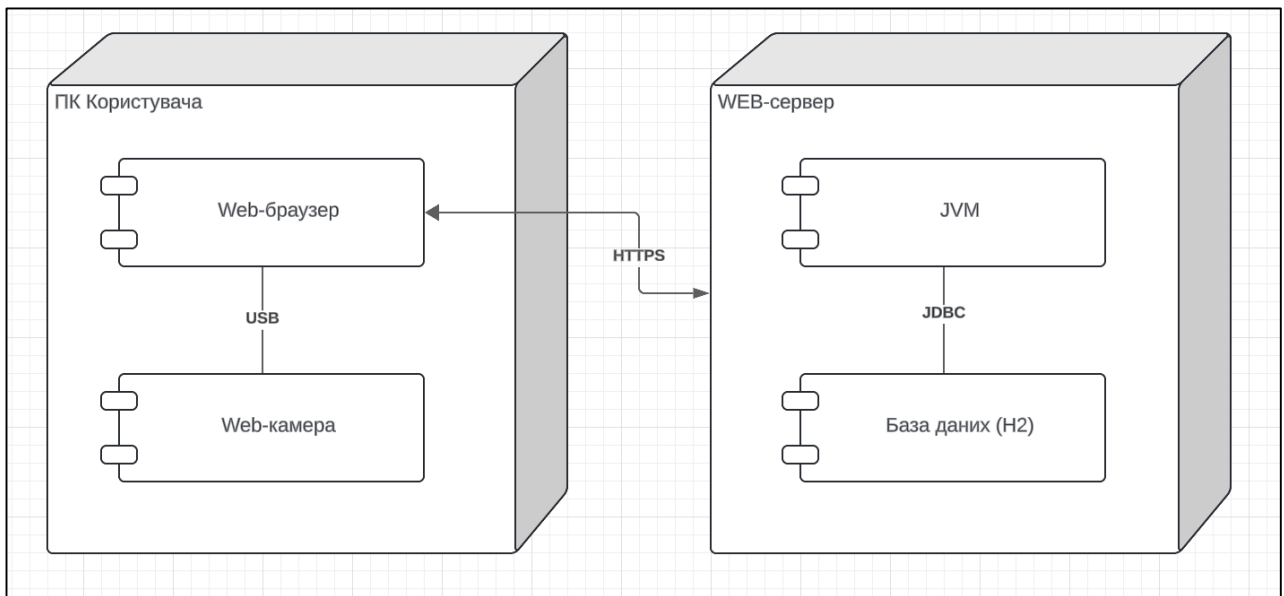 ПК Користувача
Web-браузер
USB
Web-камера
HTTPS
WEB-сервер
JVM
JDBC
База даних (H2)